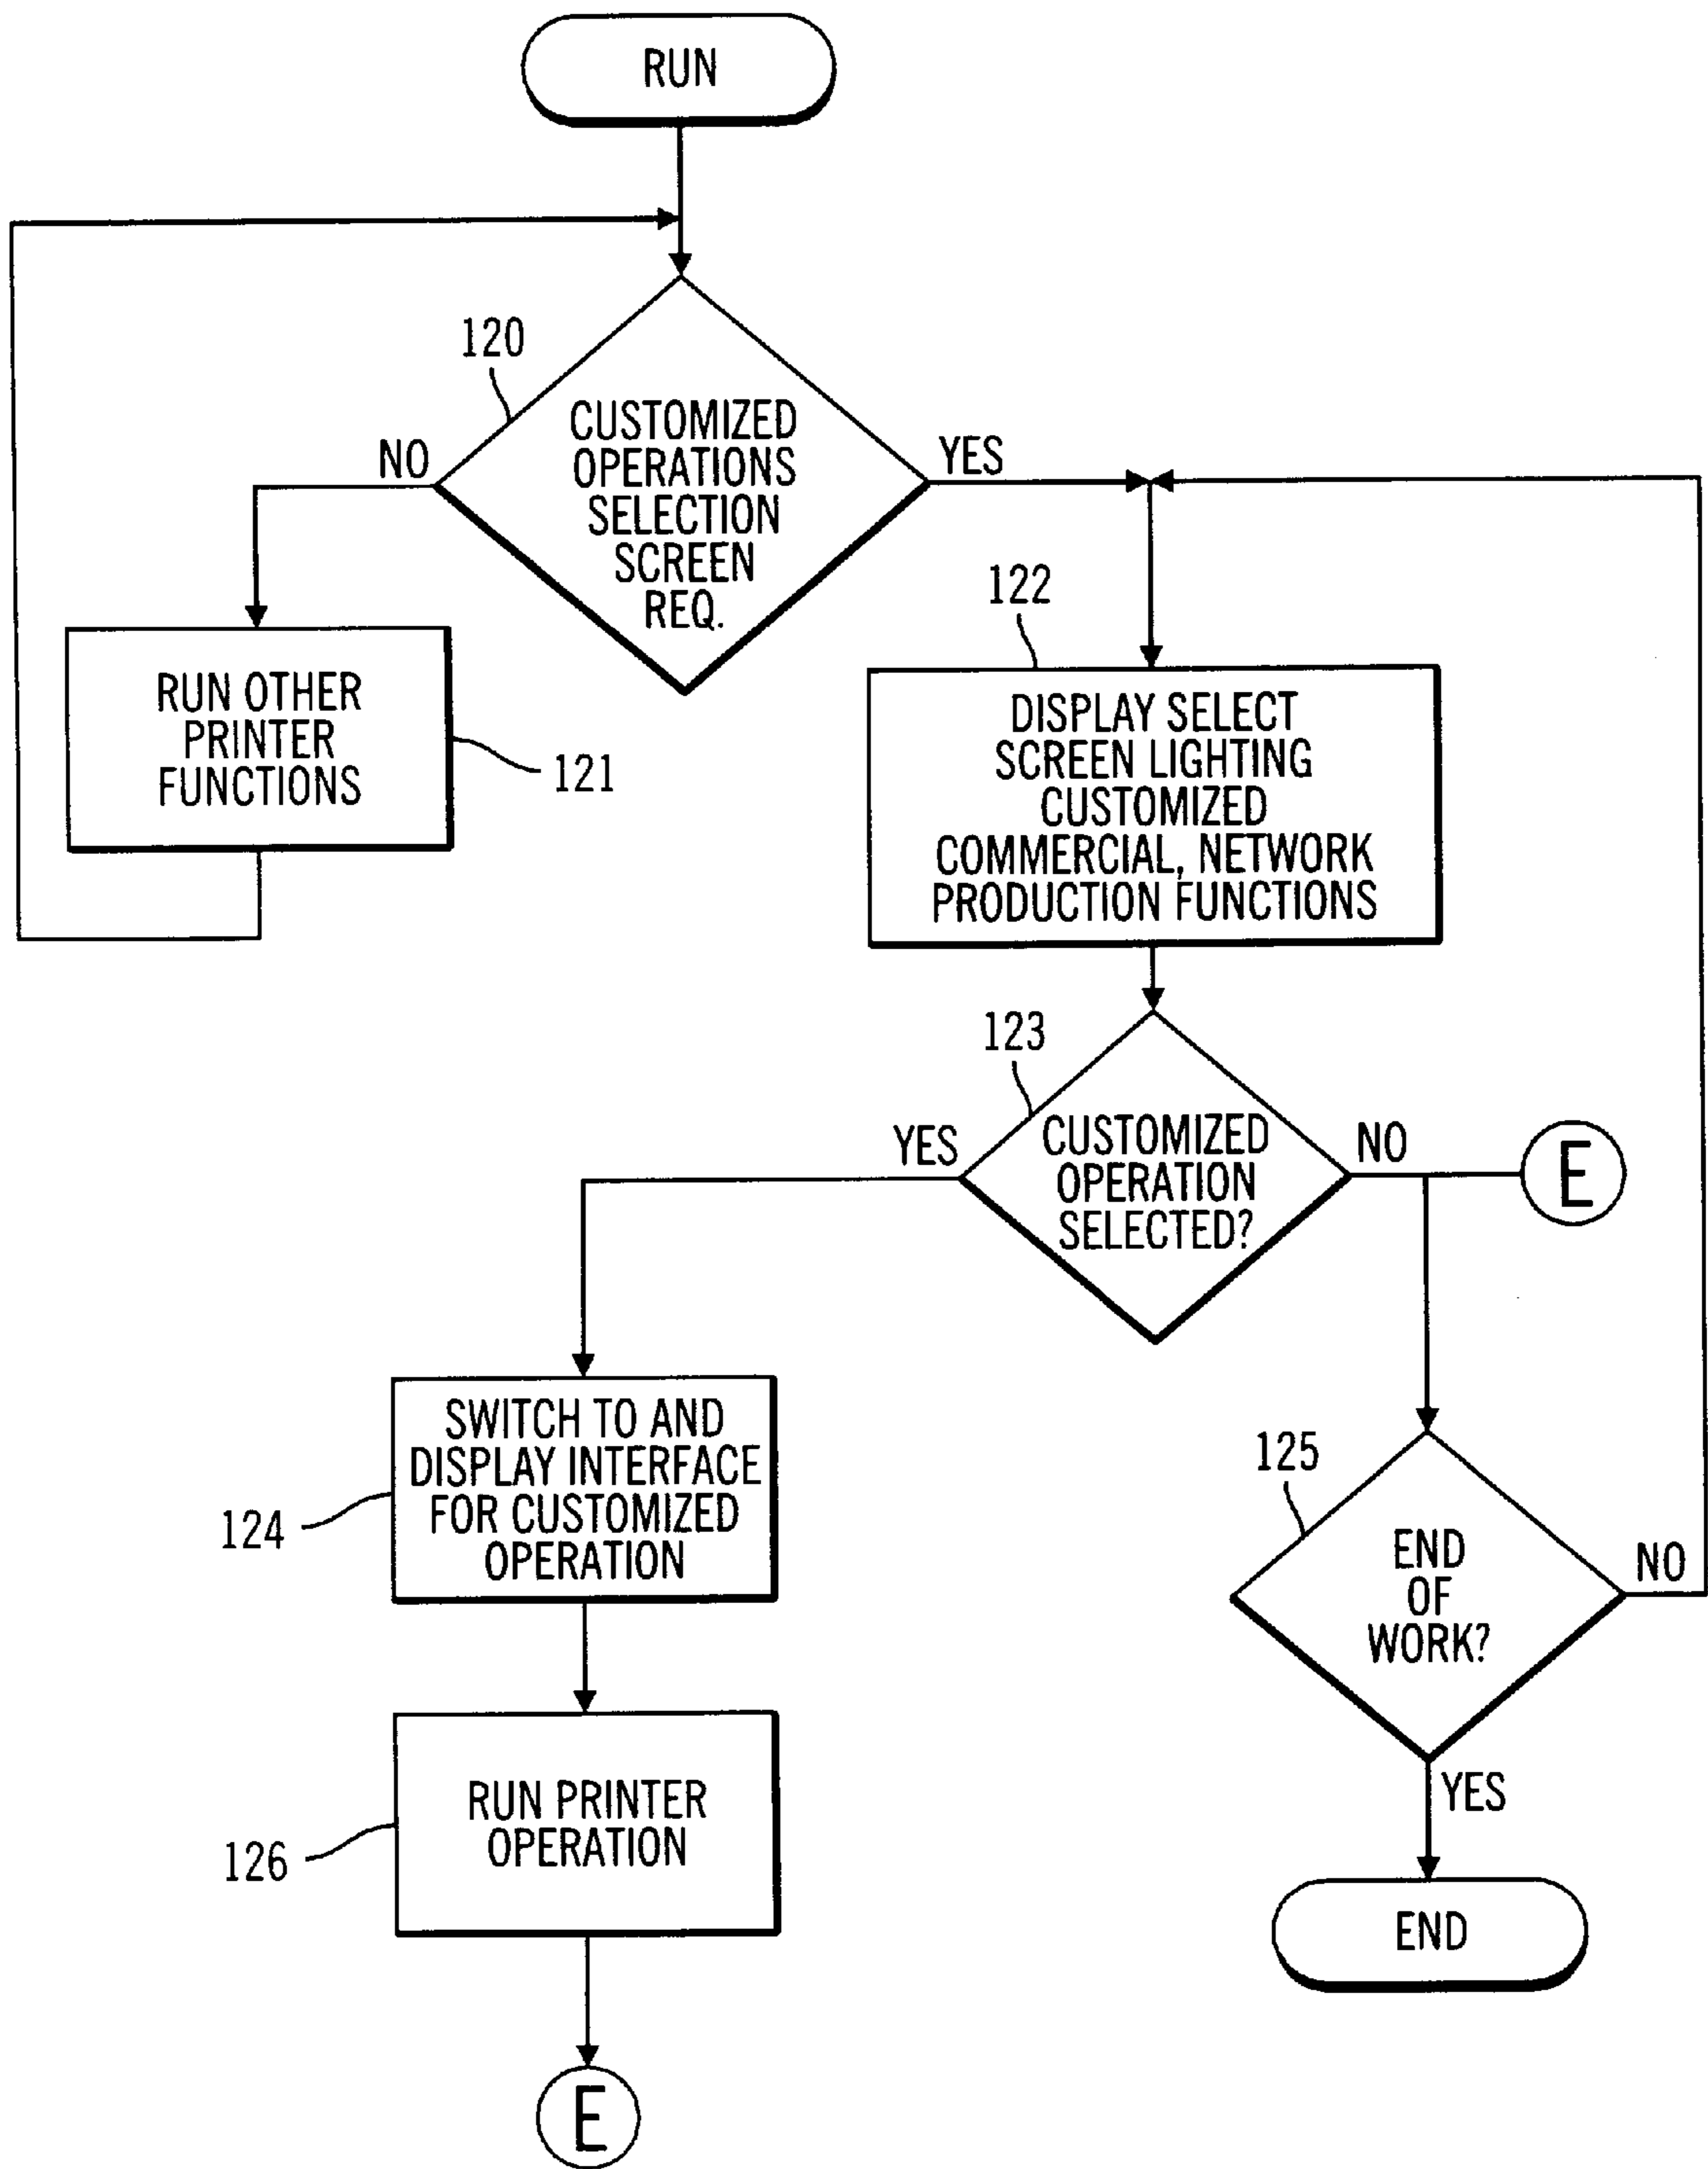 RUN
120
CUSTOMIZED
OPERATIONS
SELECTION
SCREEN
REQ.
NO
YES
RUN OTHER
PRINTER
FUNCTIONS
121
122
DISPLAY SELECT
SCREEN LIGHTING
CUSTOMIZED
COMMERCIAL, NETWORK
PRODUCTION FUNCTIONS
123
YES
CUSTOMIZED
OPERATION
SELECTED?
NO
E
SWITCH TO AND
DISPLAY INTERFACE
FOR CUSTOMIZED
OPERATION
124
125
END
OF
WORK?
NO
YES
RUN PRINTER
OPERATION
126
END
E